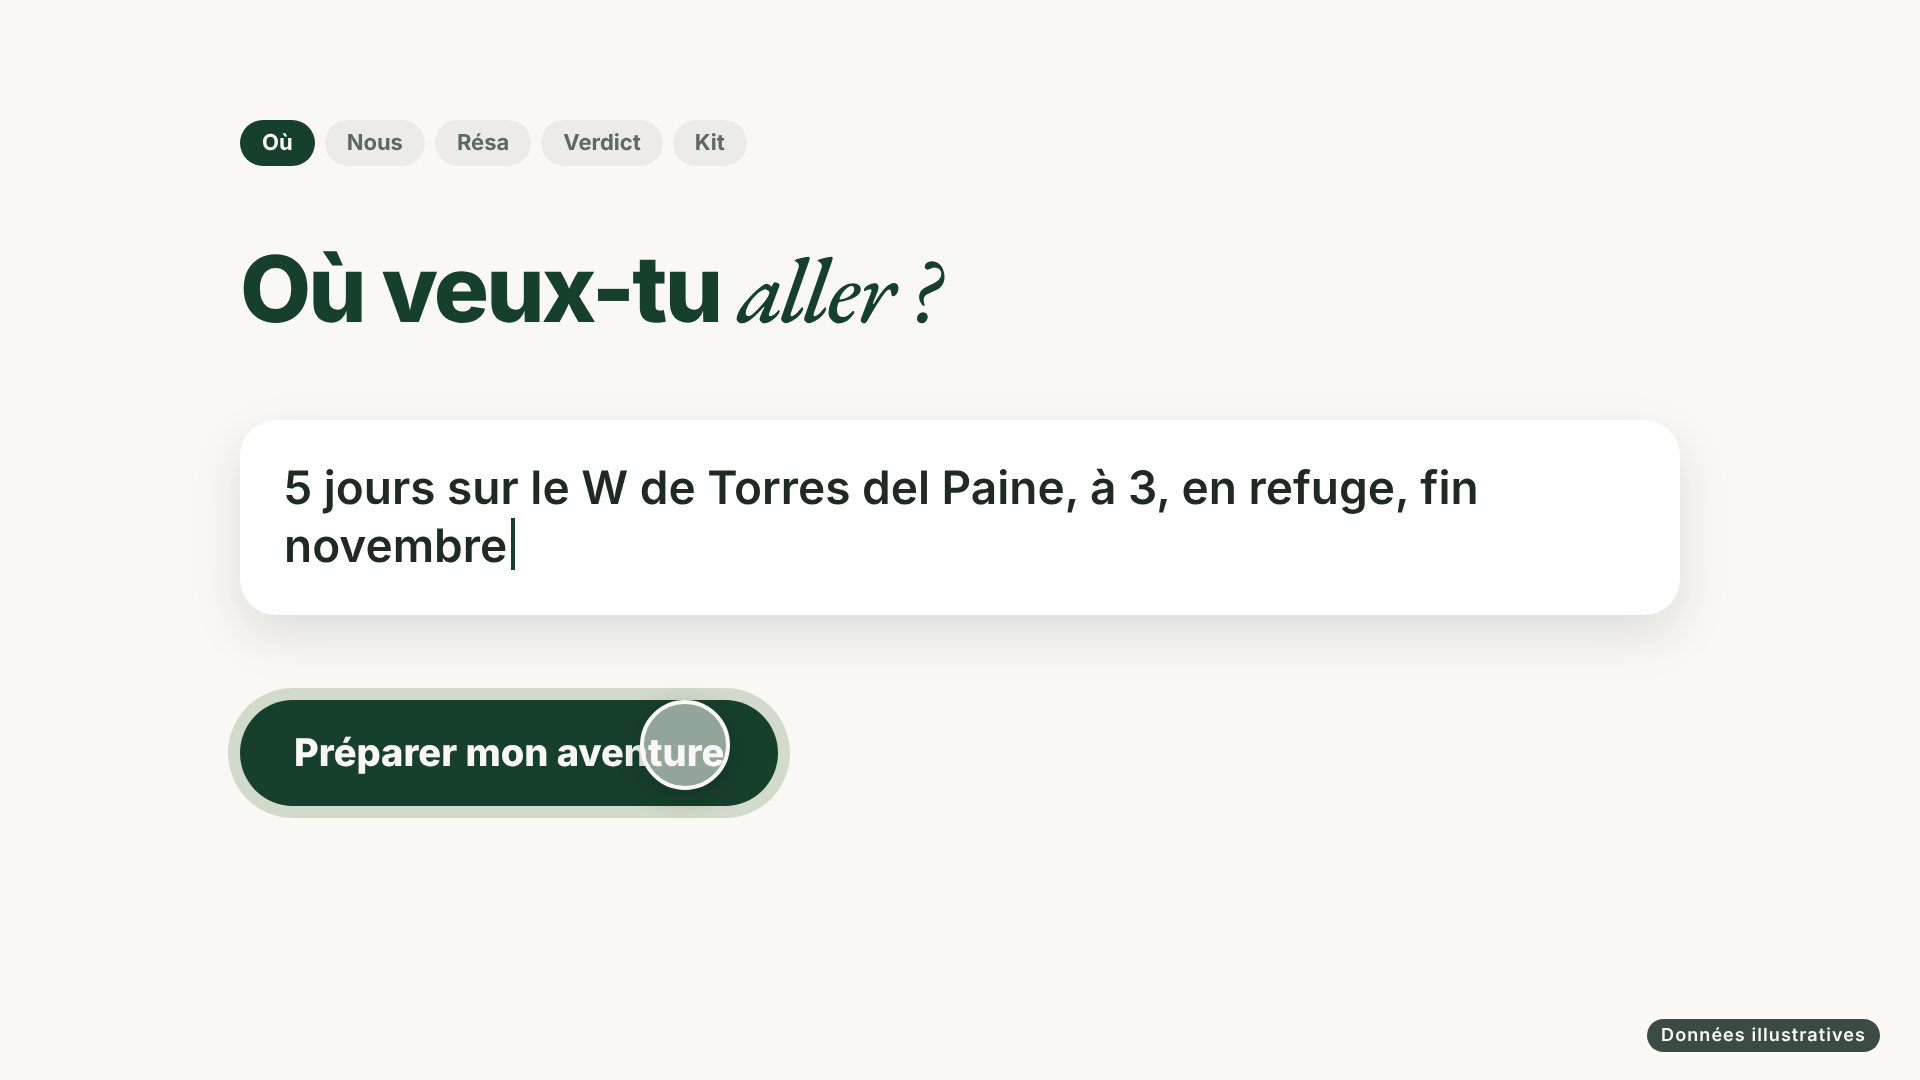 Où Nous Résa Verdict Kit
Où veux-tu aller ?
5 jours sur le W de Torres del Paine, à 3, en refuge, fin
novembre
Préparer mon aventure
Données illustratives